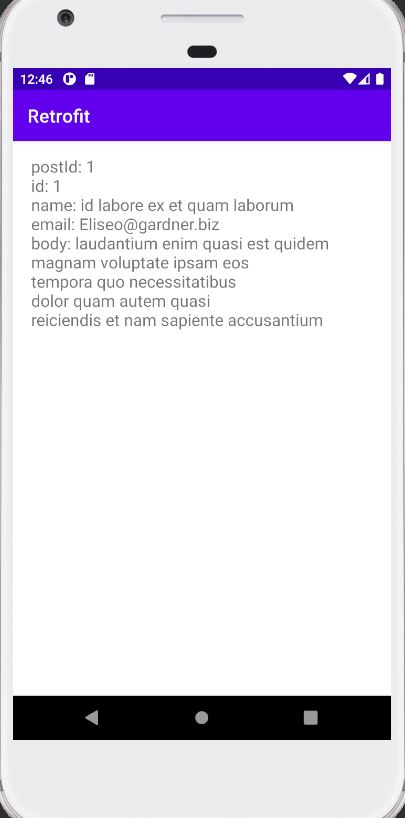 12:46
Retrofit
postId: 1
id: 1
name: id labore ex et quam laborum
email: Eliseo@gardner.biz
body: laudantium enim quasi est quidem
magnam voluptate ipsam eos
tempora quo necessitatibus
dolor quam autem quasi
reiciendis et nam sapiente accusantium